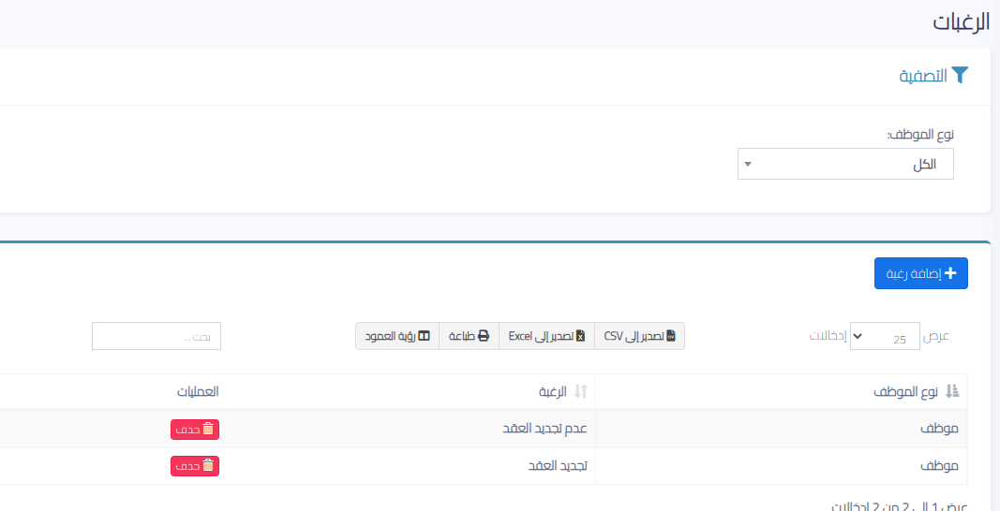 الرغبات
التصفية
نوع الموظف:
الكل
إضافة رغبة
عرض 25 إدخالات
تصدير إلى CSV
تصدير إلى Excel
طباعة
رؤية العمود
بحث ...
نوع الموظف الرغبة العمليات
موظف عدم تجديد العقد حذف
موظف تجديد العقد حذف
عرض 1 إلى 2 من 2 إدخالات